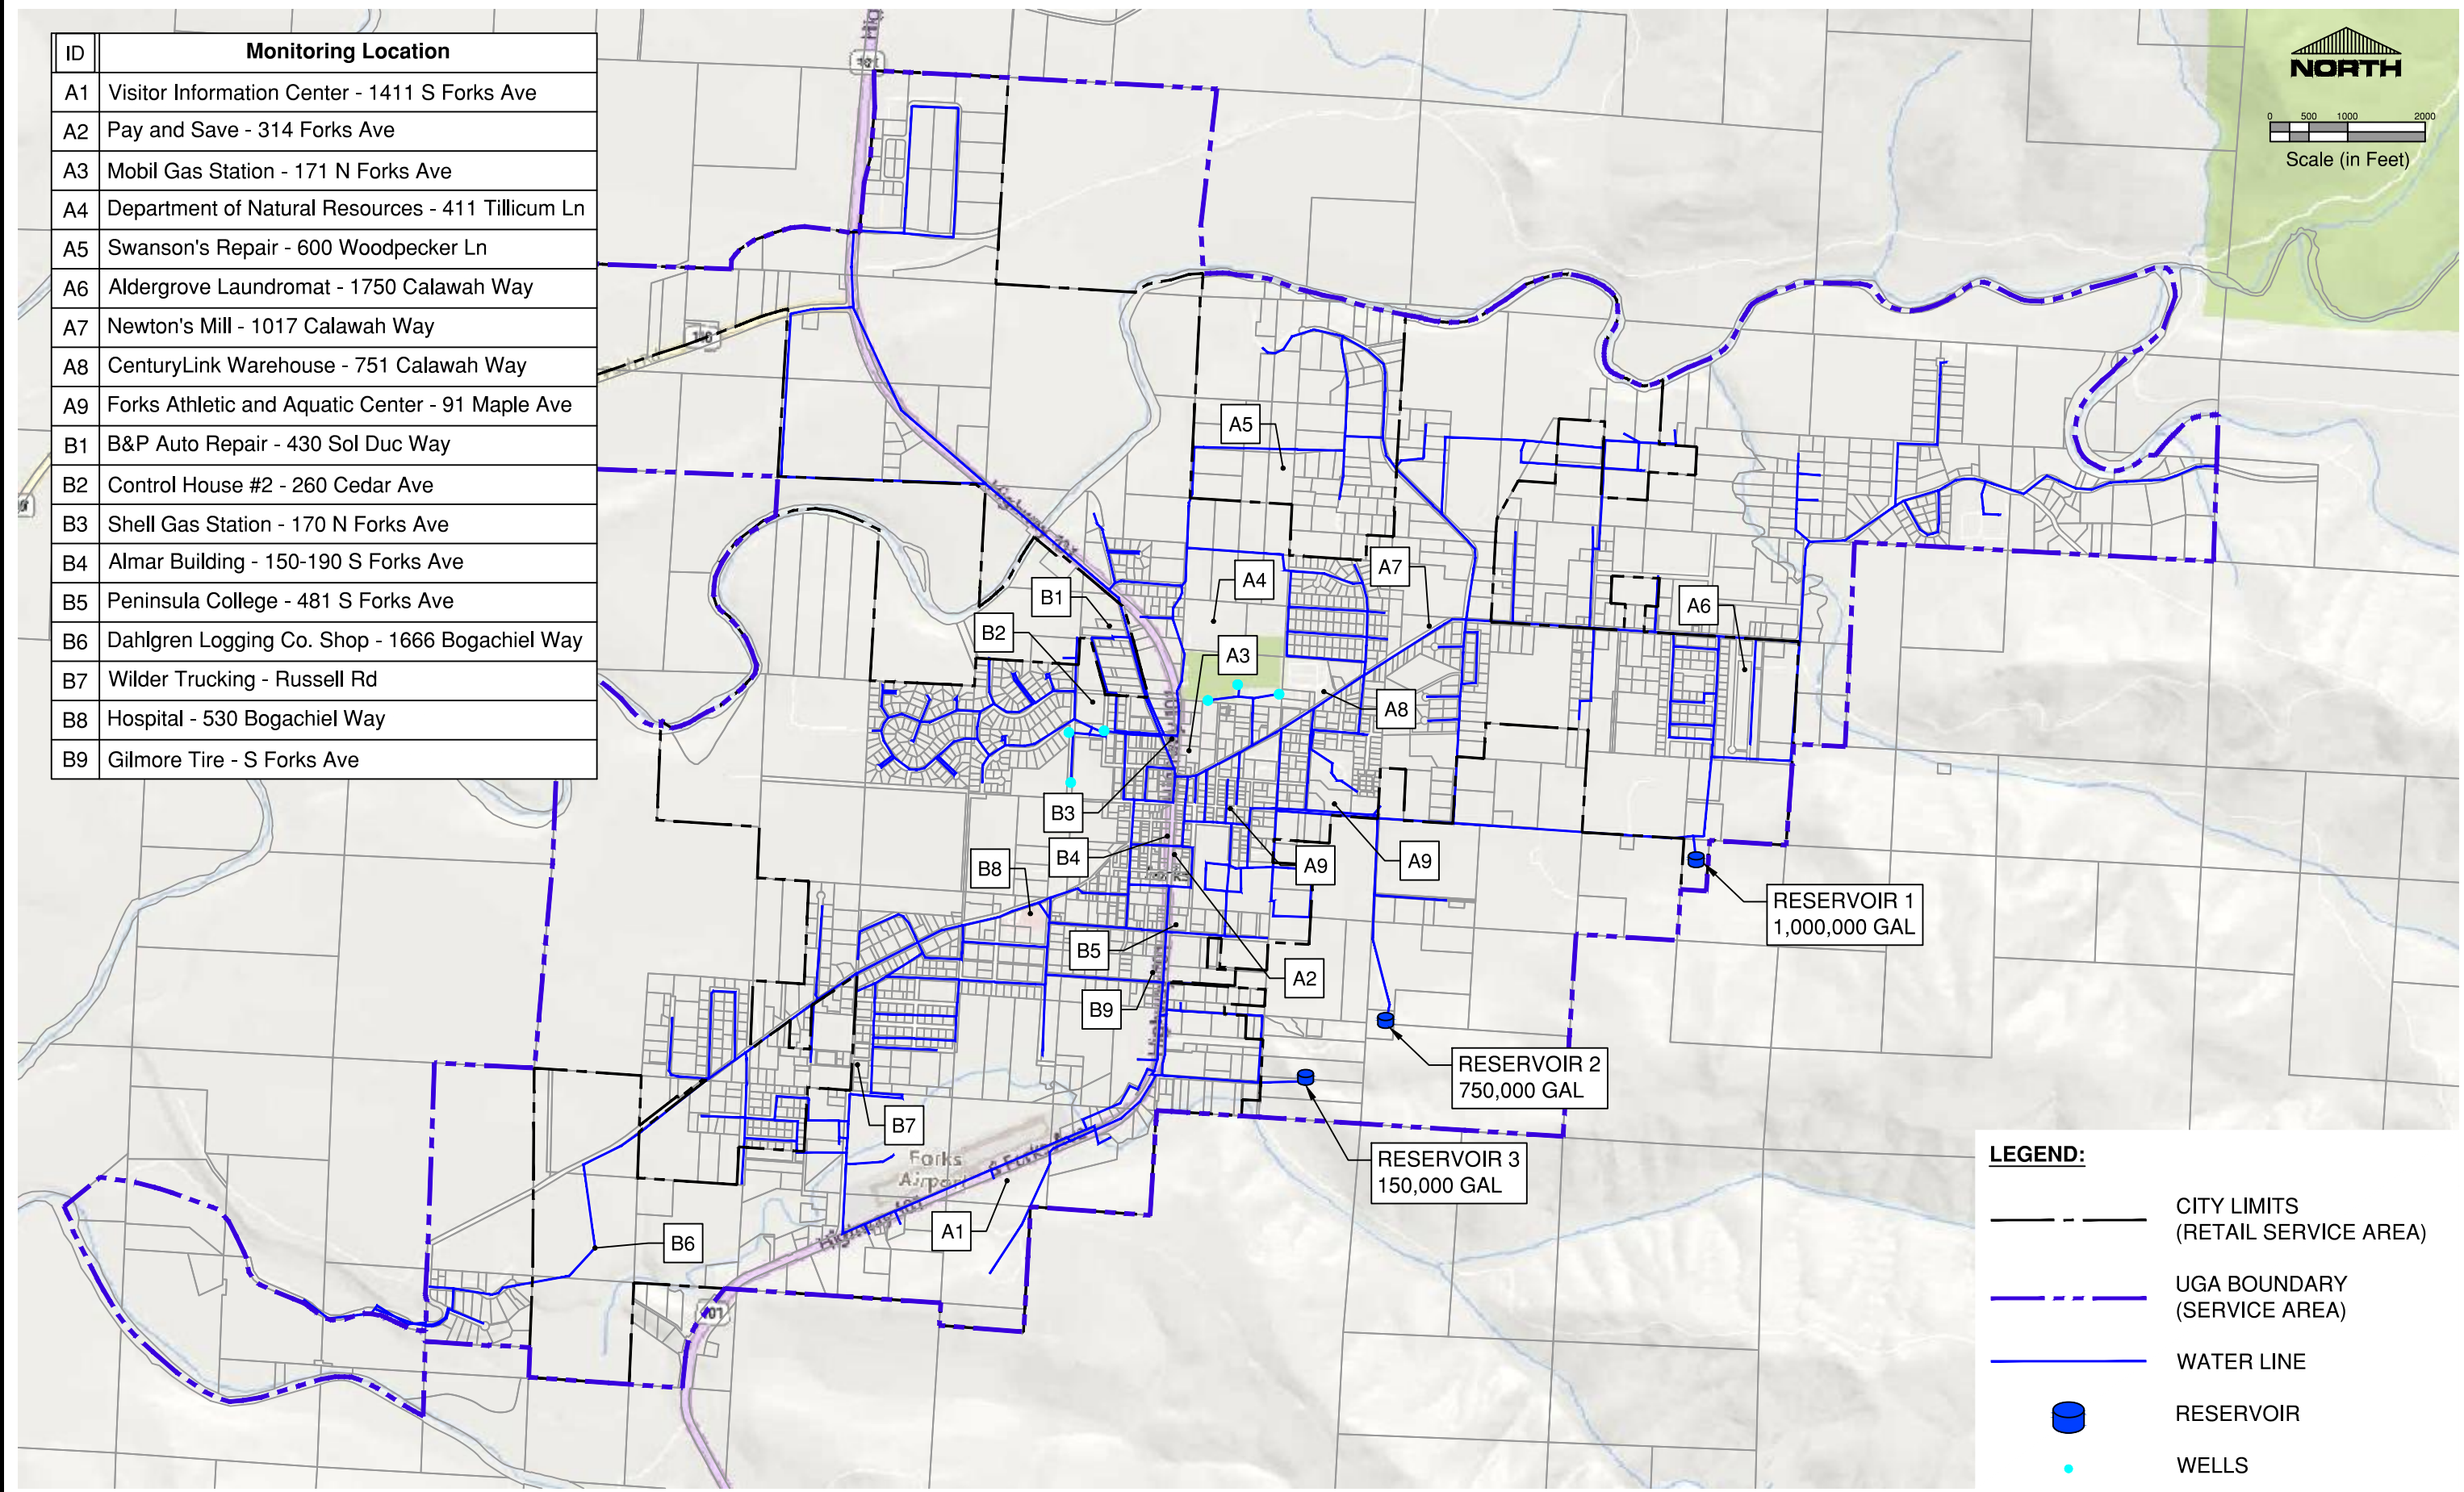 ID Monitoring Location
A1 Visitor Information Center - 1411 S Forks Ave
A2 Pay and Save - 314 Forks Ave
A3 Mobil Gas Station - 171 N Forks Ave
A4 Department of Natural Resources - 411 Tillicum Ln
A5 Swanson's Repair - 600 Woodpecker Ln
A6 Aldergrove Laundromat - 1750 Calawah Way
A7 Newton's Mill - 1017 Calawah Way
A8 CenturyLink Warehouse - 751 Calawah Way
A9 Forks Athletic and Aquatic Center - 91 Maple Ave
B1 B&P Auto Repair - 430 Sol Duc Way
B2 Control House #2 - 260 Cedar Ave
B3 Shell Gas Station - 170 N Forks Ave
B4 Almar Building - 150-190 S Forks Ave
B5 Peninsula College - 481 S Forks Ave
B6 Dahlgren Logging Co. Shop - 1666 Bogachiel Way
B7 Wilder Trucking - Russell Rd
B8 Hospital - 530 Bogachiel Way
B9 Gilmore Tire - S Forks Ave
NORTH
0 500 1000 2000
Scale (in Feet)
A5
A7
A4
B1
A6
B2
A3
A8
101
B3
B4
A9
A9
B8
RESERVOIR 1
1,000,000 GAL
B5
A2
B9
RESERVOIR 2
750,000 GAL
B7
Forks
Airport
RESERVOIR 3
150,000 GAL
A1
B6
101
LEGEND:
CITY LIMITS
(RETAIL SERVICE AREA)
UGA BOUNDARY
(SERVICE AREA)
WATER LINE
RESERVOIR
WELLS